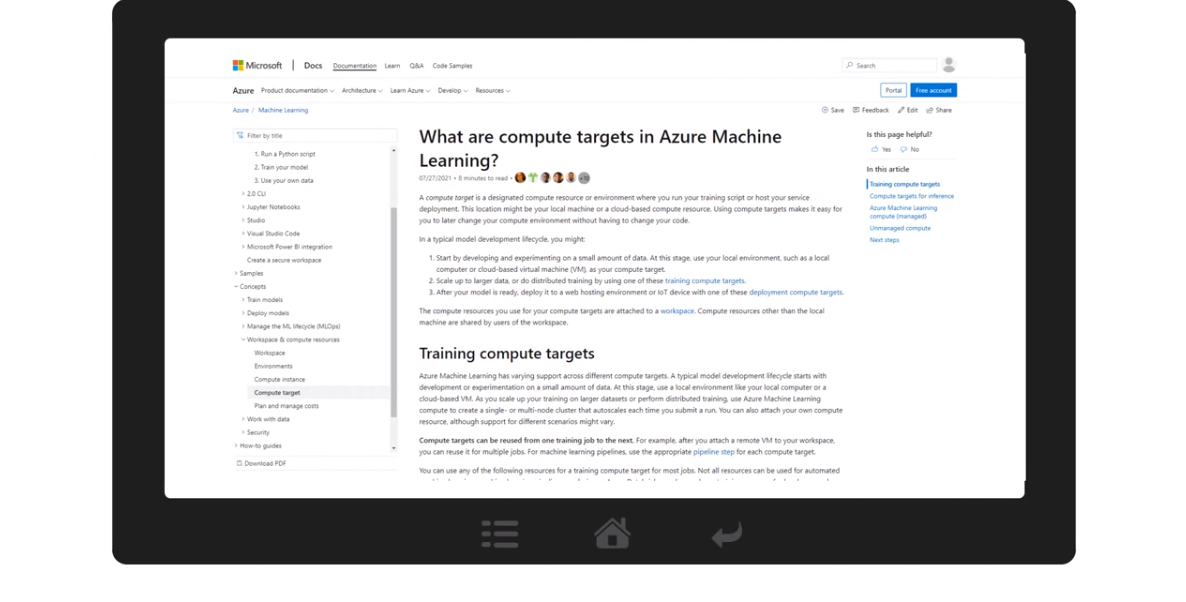 Microsoft | Docs Documentation Learn Q&A Code Samples Search
Azure Product documentation Architecture Learn Azure Develop Resources Portal Free account
Azure / Machine Learning Save Feedback Edit Share
Filter by title
1. Run a Python script
2. Train your model
3. Use your own data
2.0 CLI
Jupyter Notebooks
Studio
Visual Studio Code
Microsoft Power BI integration
Create a secure workspace
Samples
Concepts
Train models
Deploy models
Manage the ML lifecycle (MLOps)
Workspace & compute resources
Workspace
Environments
Compute instance
Compute target
Plan and manage costs
Work with data
Security
How-to guides
Download PDF
What are compute targets in Azure Machine
Learning?
07/27/2021 • 8 minutes to read •
A compute target is a designated compute resource or environment where you run your training script or host your service
deployment. This location might be your local machine or a cloud-based compute resource. Using compute targets makes it easy for
you to later change your compute environment without having to change your code.
In a typical model development lifecycle, you might:
1. Start by developing and experimenting on a small amount of data. At this stage, use your local environment, such as a local
computer or cloud-based virtual machine (VM), as your compute target.
2. Scale up to larger data, or do distributed training by using one of these training compute targets.
3. After your model is ready, deploy it to a web hosting environment or IoT device with one of these deployment compute targets.
The compute resources you use for your compute targets are attached to a workspace. Compute resources other than the local
machine are shared by users of the workspace.
Training compute targets
Azure Machine Learning has varying support across different compute targets. A typical model development lifecycle starts with
development or experimentation on a small amount of data. At this stage, use a local environment like your local computer or a
cloud-based VM. As you scale up your training on larger datasets or perform distributed training, use Azure Machine Learning
compute to create a single- or multi-node cluster that autoscales each time you submit a run. You can also attach your own compute
resource, although support for different scenarios might vary.
Compute targets can be reused from one training job to the next. For example, after you attach a remote VM to your workspace,
you can reuse it for multiple jobs. For machine learning pipelines, use the appropriate pipeline step for each compute target.
You can use any of the following resources for a training compute target for most jobs. Not all resources can be used for automated
Is this page helpful?
Yes No
In this article
Training compute targets
Compute targets for inference
Azure Machine Learning
compute (managed)
Unmanaged compute
Next steps